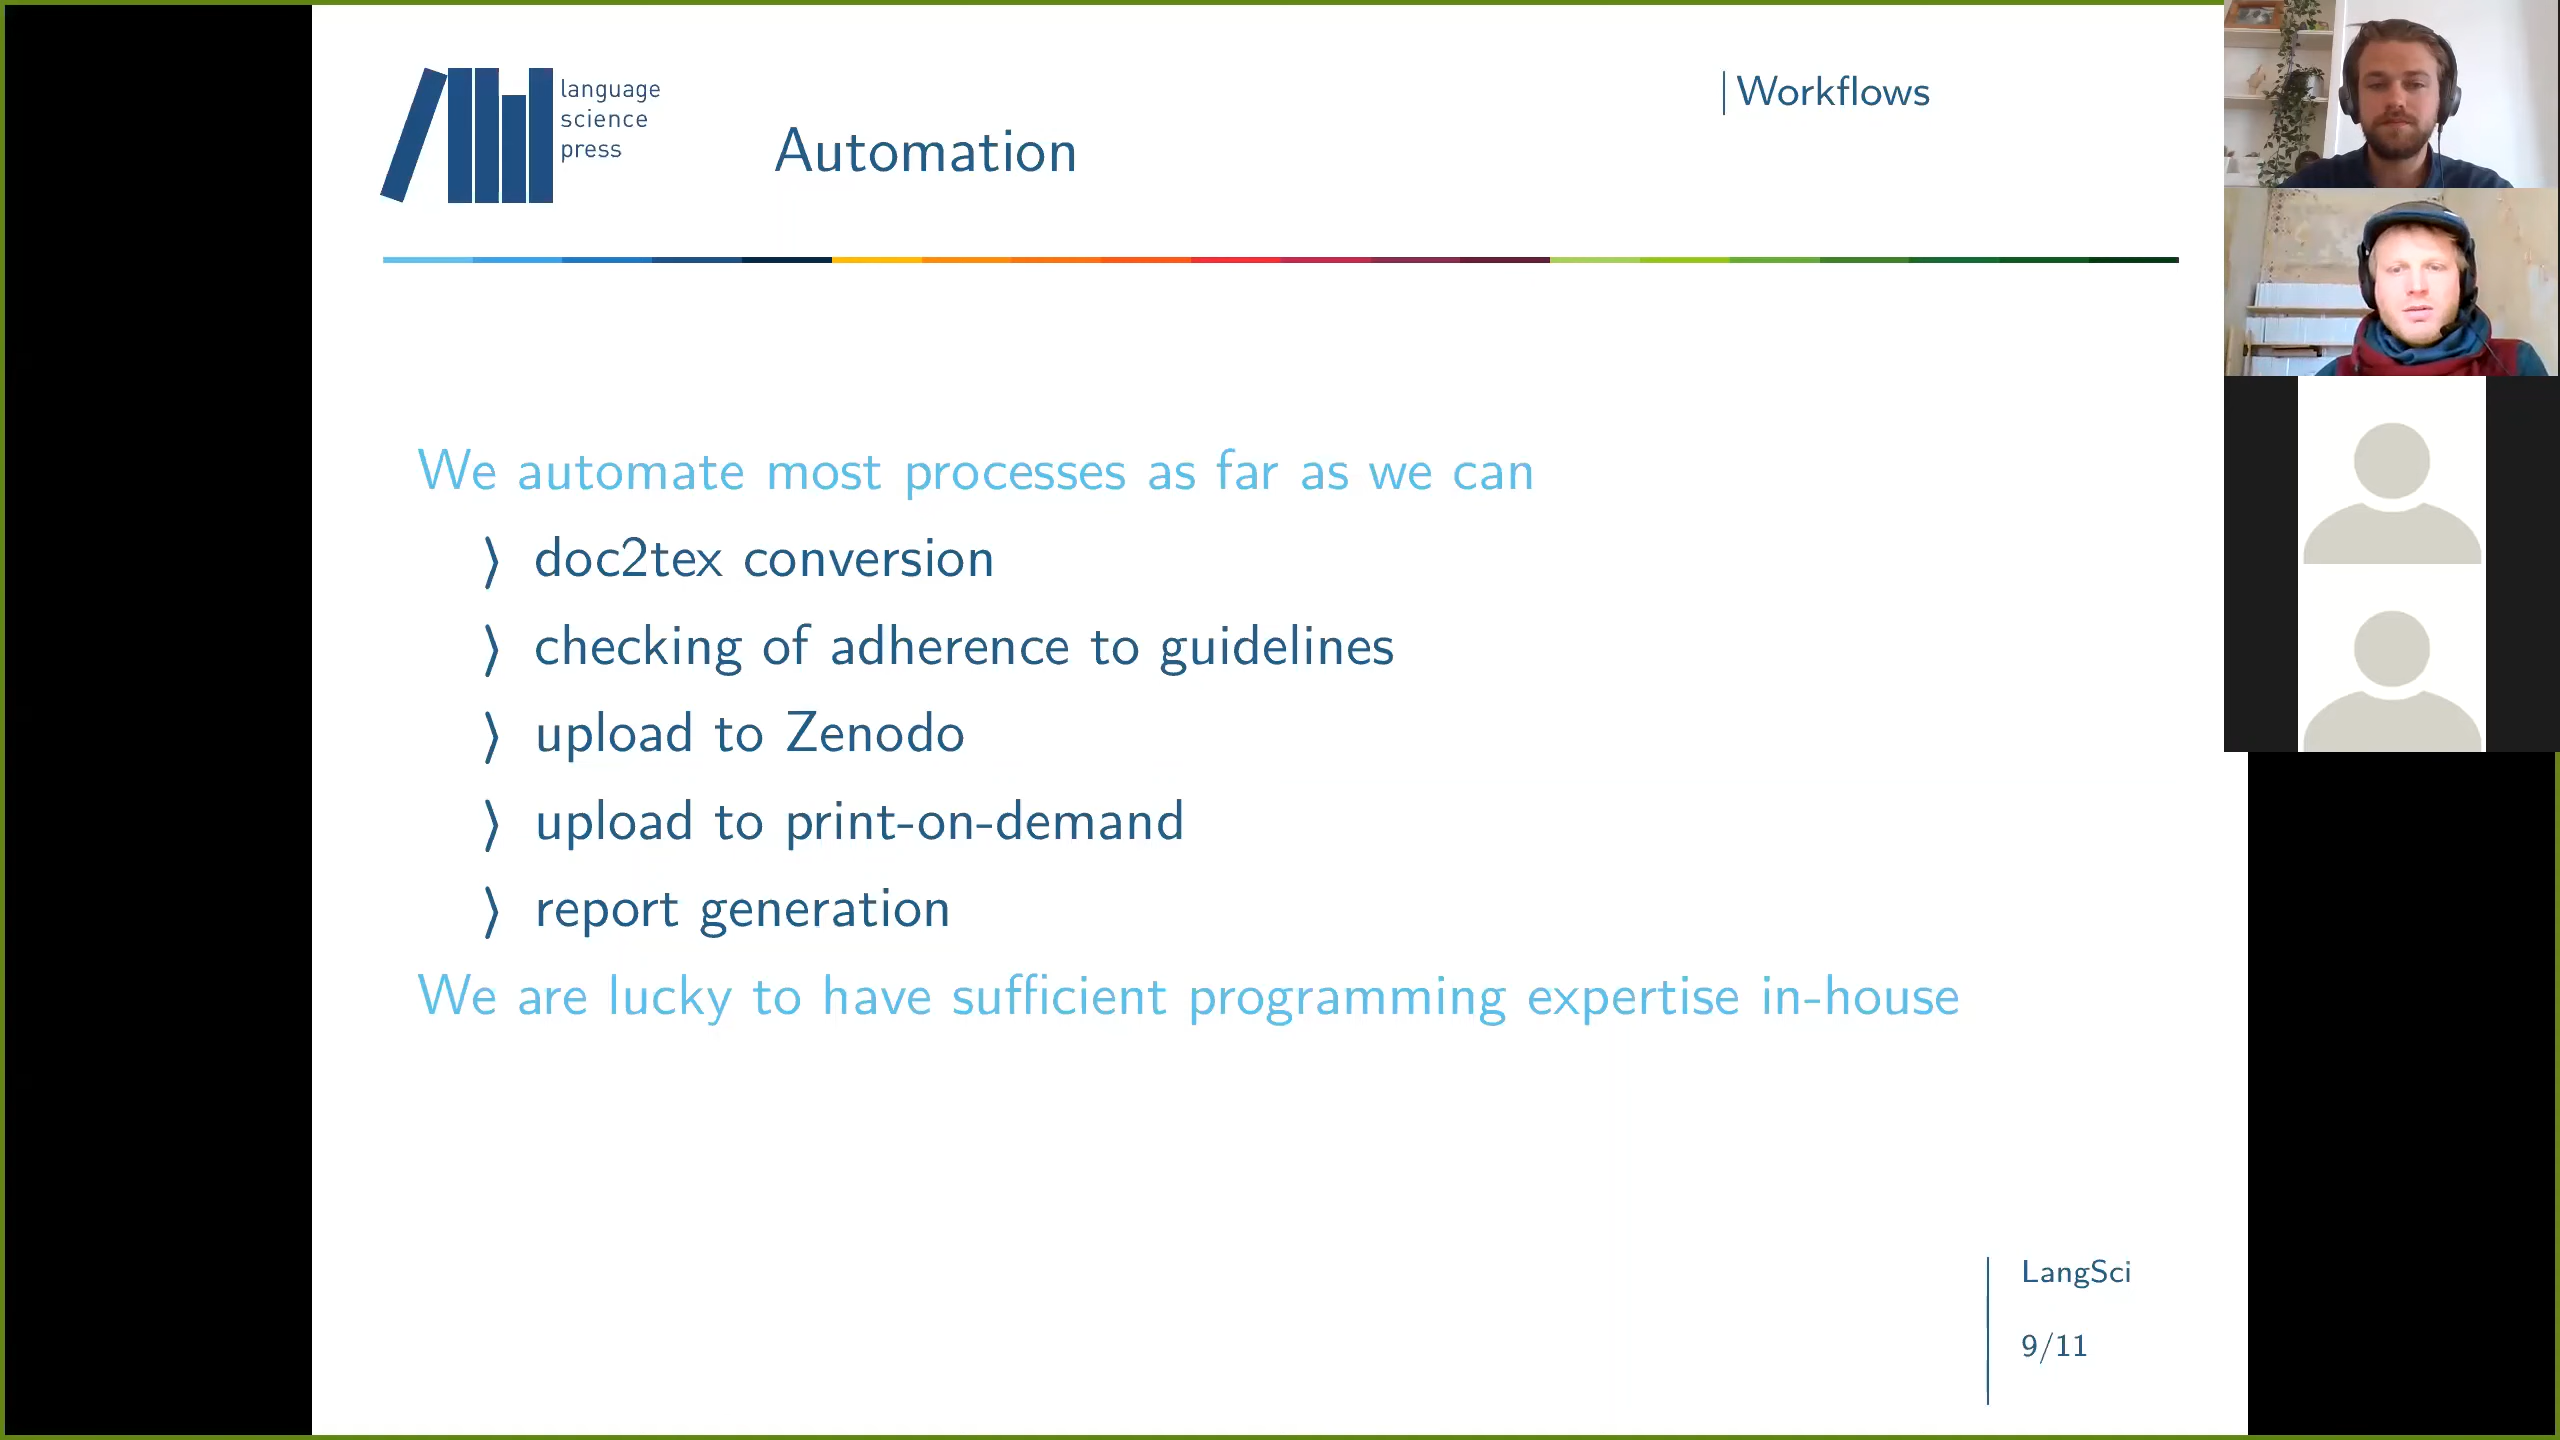 language
science
press
Automation
Workflows
We automate most processes as far as we can
⟩ doc2tex conversion
⟩ checking of adherence to guidelines
⟩ upload to Zenodo
⟩ upload to print-on-demand
⟩ report generation
We are lucky to have sufficient programming expertise in-house
LangSci
9/11